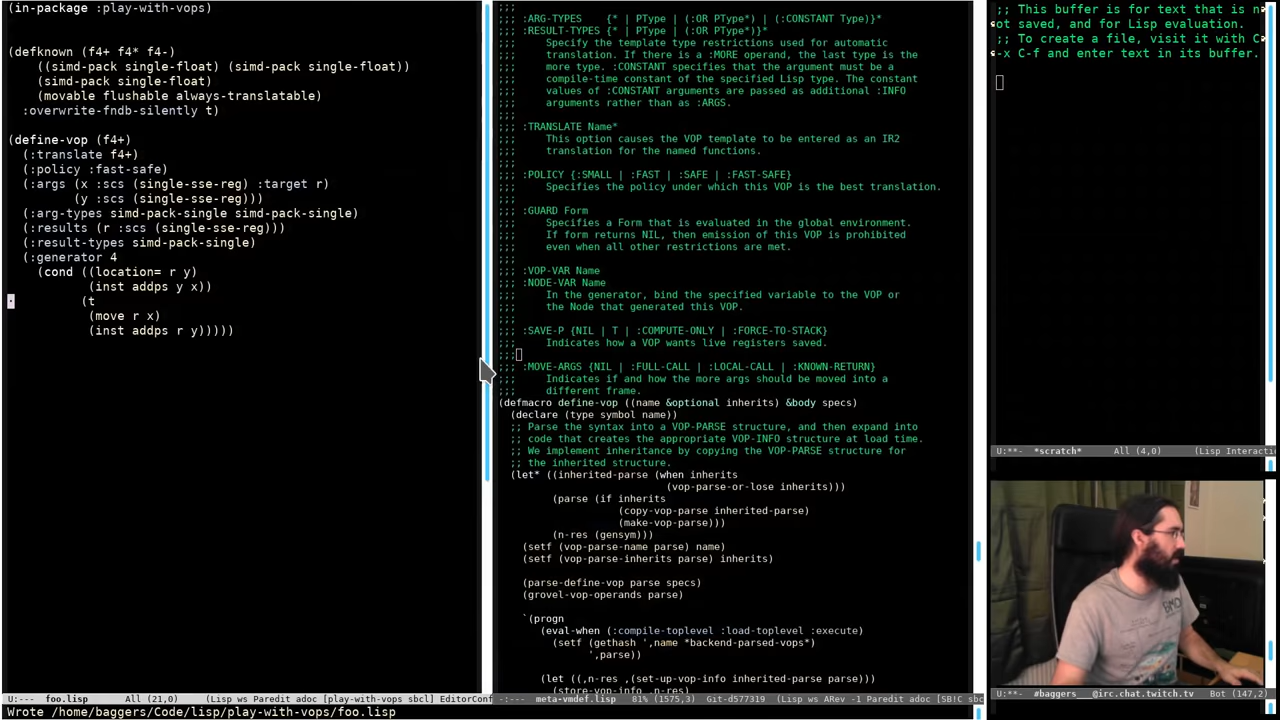 (in-package :play-with-vops)
(defknown (f4+ f4* f4-)
((simd-pack single-float) (simd-pack single-float))
(simd-pack single-float)
(movable flushable always-translatable)
:overwrite-fndb-silently t)
(define-vop (f4+)
(:translate f4+)
(:policy :fast-safe)
(:args (x :scs (single-sse-reg) :target r)
(y :scs (single-sse-reg)))
(:arg-types simd-pack-single simd-pack-single)
(:results (r :scs (single-sse-reg)))
(:result-types simd-pack-single)
(:generator 4
(cond ((location= r y)
(inst addps y x))
(t
(move r x)
(inst addps r y)))))
U:--- foo.lisp All (21,0) (Lisp ws Paredit adoc [play-with-vops sbcl] EditorConf
Wrote /home/baggers/Code/lisp/play-with-vops/foo.lisp
;;;
;;; :ARG-TYPES {* | PType | (:OR PType*) | (:CONSTANT Type)}*
;;; :RESULT-TYPES {* | PType | (:OR PType*)}*
;;; Specify the template type restrictions used for automatic
;;; translation. If there is a :MORE operand, the last type is the
;;; more type. :CONSTANT specifies that the argument must be a
;;; compile-time constant of the specified Lisp type. The constant
;;; values of :CONSTANT arguments are passed as additional :INFO
;;; arguments rather than as :ARGS.
;;;
;;; :TRANSLATE Name*
;;; This option causes the VOP template to be entered as an IR2
;;; translation for the named functions.
;;;
;;; :POLICY {:SMALL | :FAST | :SAFE | :FAST-SAFE}
;;; Specifies the policy under which this VOP is the best translation.
;;;
;;; :GUARD Form
;;; Specifies a Form that is evaluated in the global environment.
;;; If form returns NIL, then emission of this VOP is prohibited
;;; even when all other restrictions are met.
;;;
;;; :VOP-VAR Name
;;; :NODE-VAR Name
;;; In the generator, bind the specified variable to the VOP or
;;; the Node that generated this VOP.
;;;
;;; :SAVE-P {NIL | T | :COMPUTE-ONLY | :FORCE-TO-STACK}
;;; Indicates how a VOP wants live registers saved.
;;;
;;; :MOVE-ARGS {NIL | :FULL-CALL | :LOCAL-CALL | :KNOWN-RETURN}
;;; Indicates if and how the more args should be moved into a
;;; different frame.
(defmacro define-vop ((name &optional inherits) &body specs)
(declare (type symbol name))
;; Parse the syntax into a VOP-PARSE structure, and then expand into
;; code that creates the appropriate VOP-INFO structure at load time.
;; We implement inheritance by copying the VOP-PARSE structure for
;; the inherited structure.
(let* ((inherited-parse (when inherits
(vop-parse-or-lose inherits)))
(parse (if inherits
(copy-vop-parse inherited-parse)
(make-vop-parse)))
(n-res (gensym)))
(setf (vop-parse-name parse) name)
(setf (vop-parse-inherits parse) inherits)
(parse-define-vop parse specs)
(grovel-vop-operands parse)
`(progn
(eval-when (:compile-toplevel :load-toplevel :execute)
(setf (gethash ',name *backend-parsed-vops*)
',parse))
(let ((,n-res ,(set-up-vop-info inherited-parse parse)))
(store-vop-info ,n-res)
-:--- meta-vmdef.lisp 81% (1575,3) Git-d577319 (Lisp ws ARev -1 Paredit adoc [SB!C sbc
;; This buffer is for text that is n
ot saved, and for Lisp evaluation.
;; To create a file, visit it with C
-x C-f and enter text in its buffer.
U:**- *scratch* All (4,0) (Lisp Interacti
U:**- #baggers __@irc.chat.twitch.tv Bot (147,2)